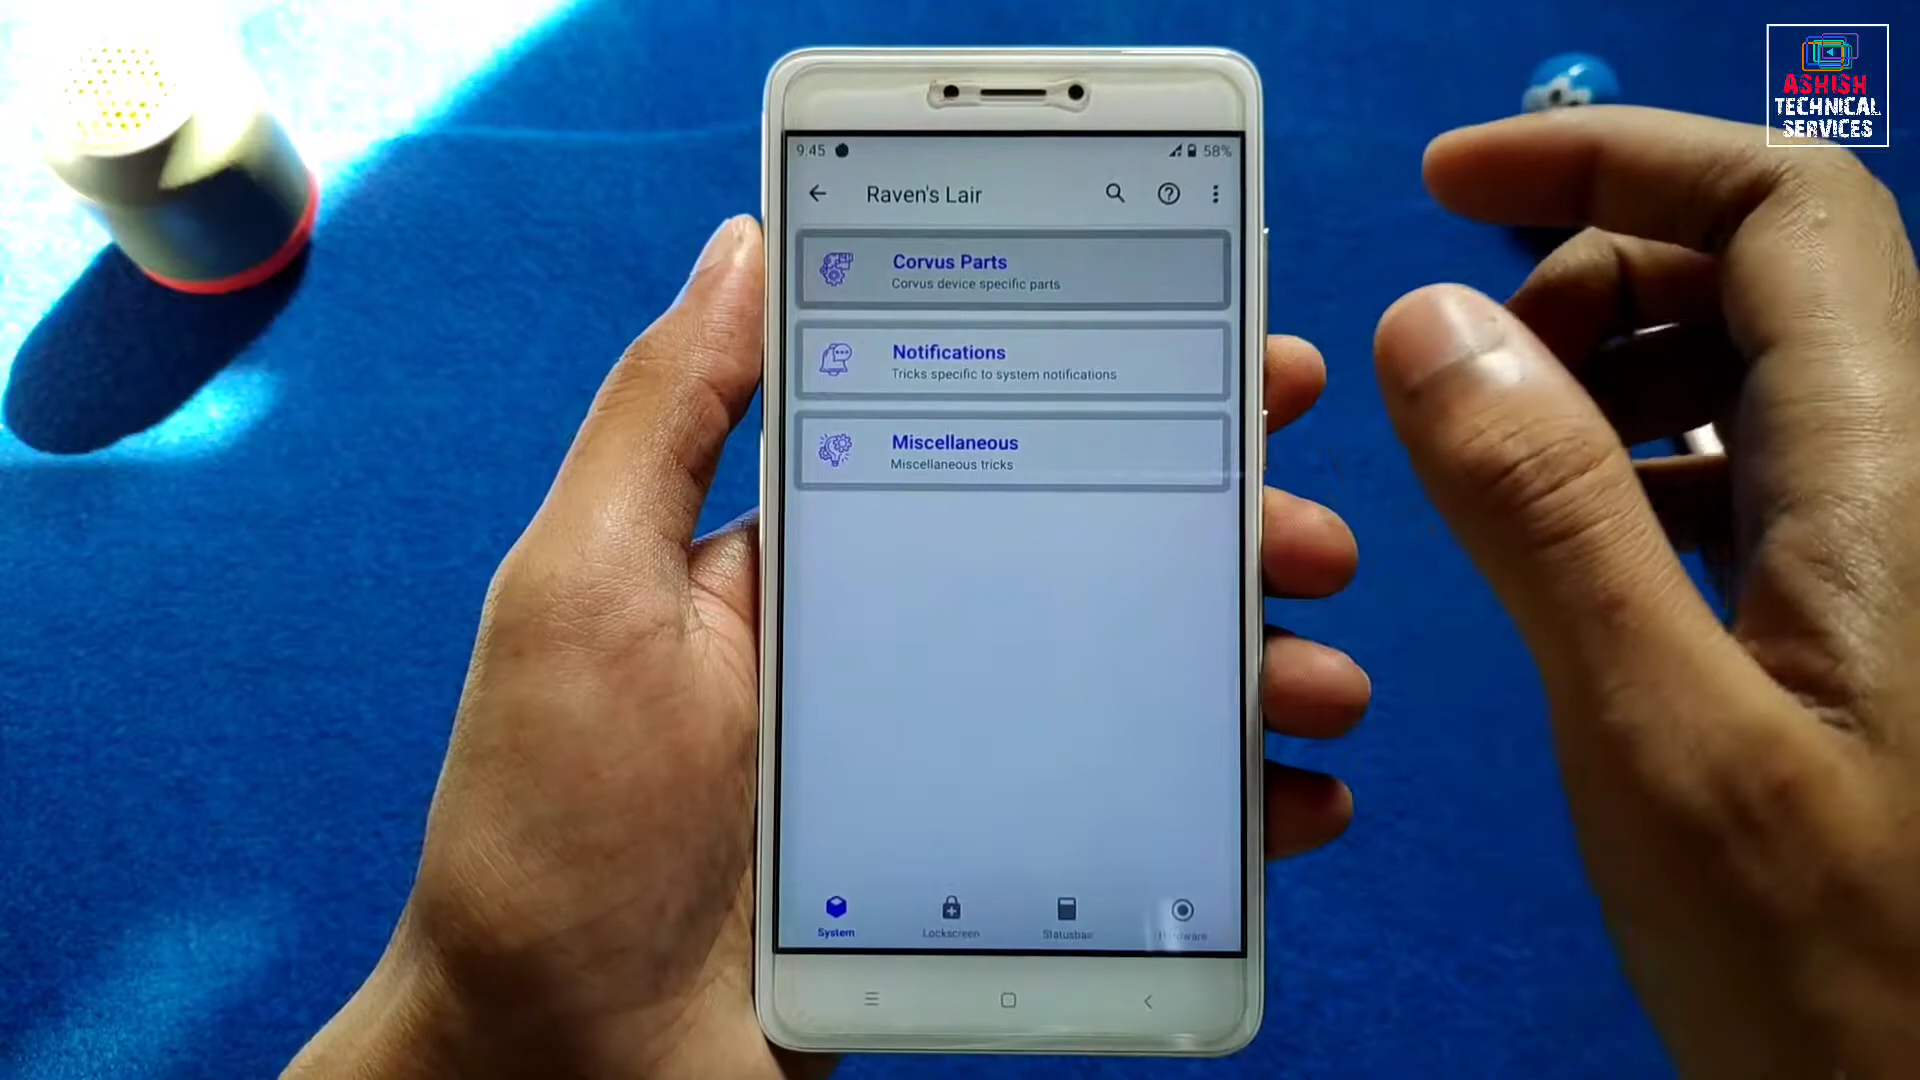 ASHISH
TECHNICAL
SERVICES
9:45
58%
Raven's Lair
Corvus Parts
Corvus device specific parts
Notifications
Tricks specific to system notifications
Miscellaneous
Miscellaneous tricks
System
Lockscreen
Statusbar
Hardware